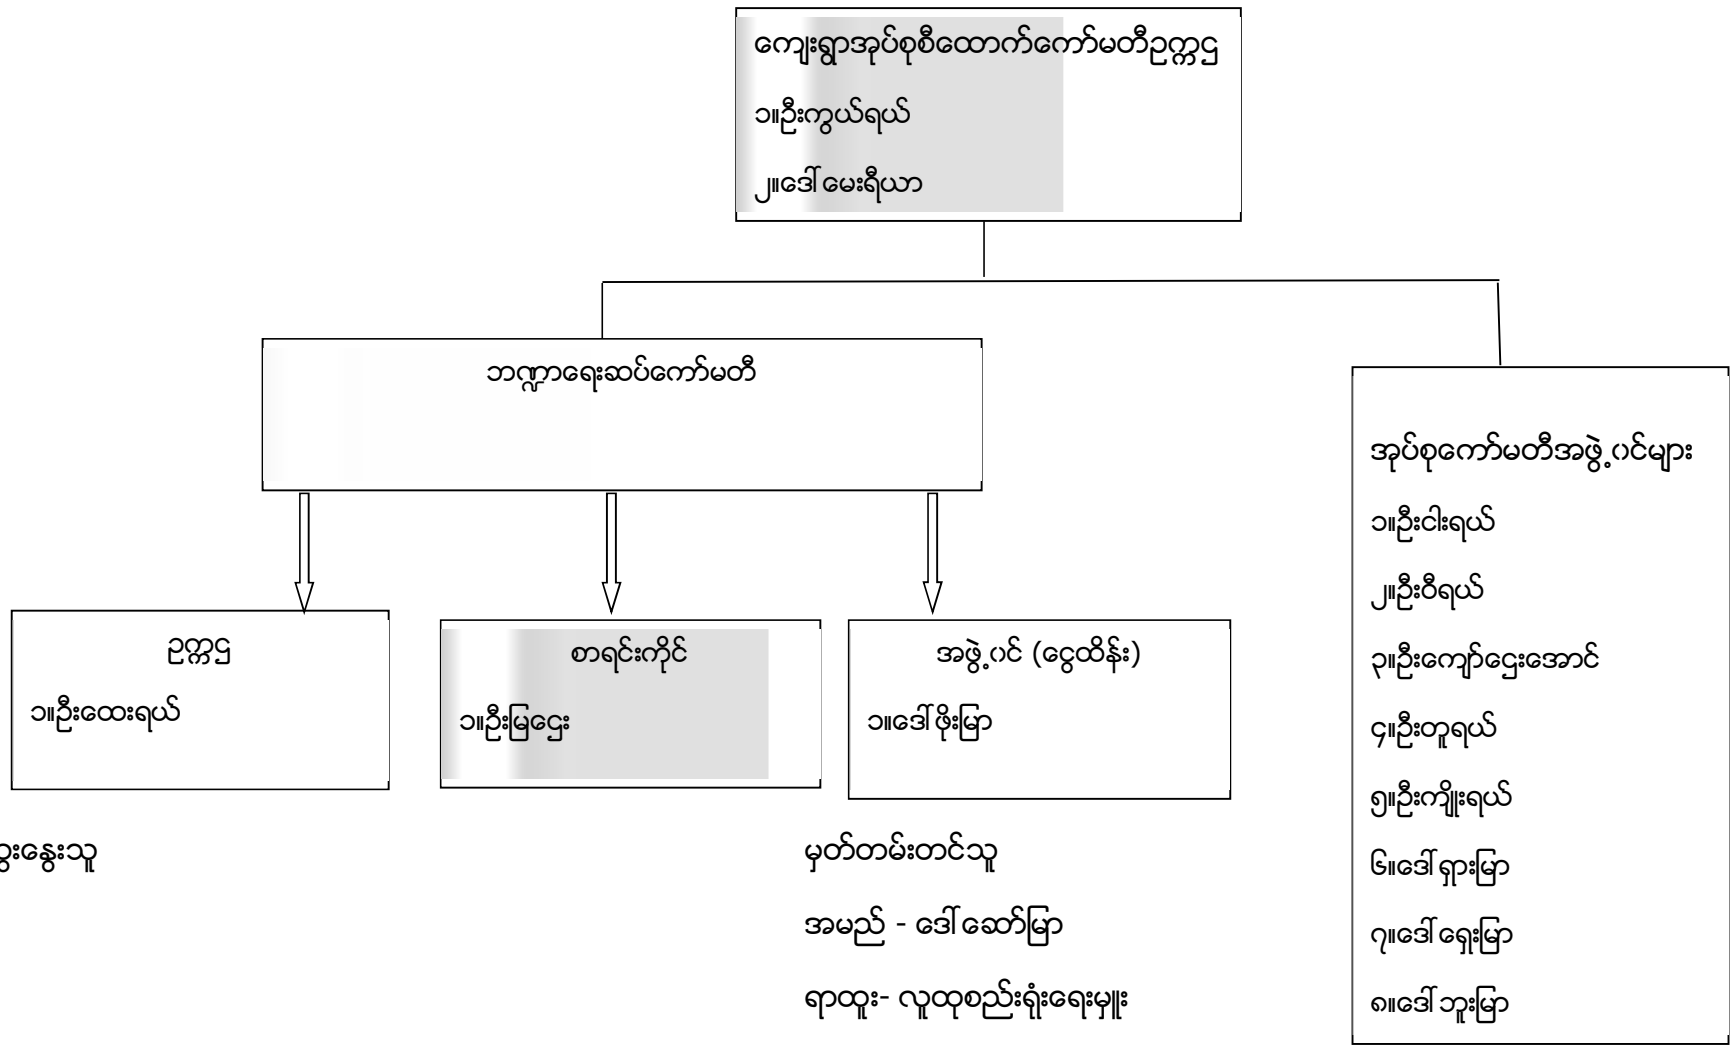 ကျေးရွာအုပ်စုစီထောက်ကော်မတီဥက္ကဌ
၁။ဦးကွယ်ရယ်
၂။ဒေါ်မေးရီယာ
ဘဏ္ဍာရေးဆပ်ကော်မတီ
ဥက္ကဌ
၁။ဦးထေးရယ်
စာရင်းကိုင်
၁။ဦးမြဌေး
အဖွဲ့ဝင် (ငွေထိန်း)
၁။ဒေါ်ဖိုးမြာ
အုပ်စုကော်မတီအဖွဲ့ဝင်များ
၁။ဦးငါးရယ်
၂။ဦးဝီရယ်
၃။ဦးကျော်ဌေးအောင်
၄။ဦးတူရယ်
၅။ဦးကျိုးရယ်
၆။ဒေါ်ရှားမြာ
၇။ဒေါ်ရှေးမြာ
၈။ဒေါ်ဘူးမြာ
မှတ်တမ်းတင်သူ
အမည် - ဒေါ်ဆော်မြာ
ရာထူး- လူထုစည်းရုံးရေးမှူး